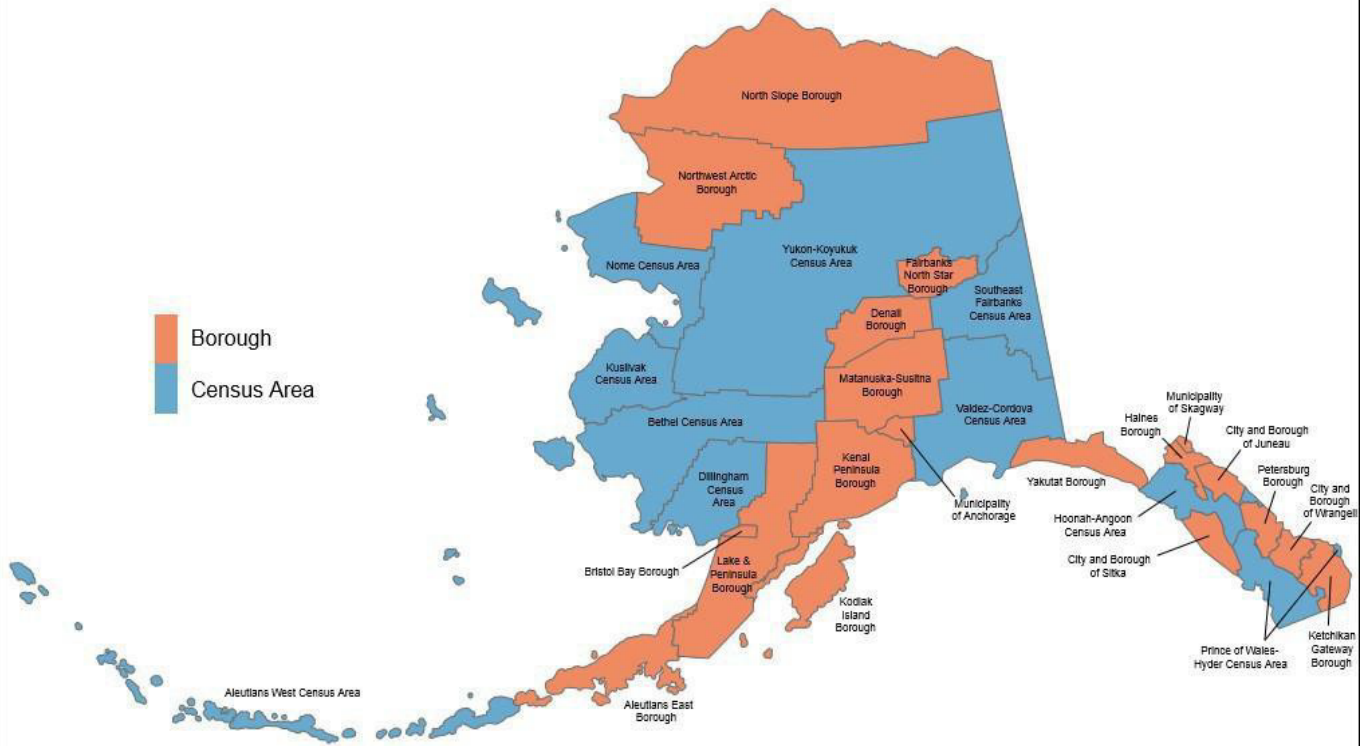 North Slope Borough
Northwest Arctic
Borough
Nome Census Area
Yukon-Koyukuk
Census Area
Fairbanks
North Star
Borough
Southeast
Fairbanks
Census Area
Denali
Borough
Borough
Census Area
Kusilvak
Census Area
Matanuska-Susitna
Borough
Bethel Census Area
Valdez-Cordova
Census Area
Dillingham
Census
Area
Kenai
Peninsula
Borough
Municipality
of Anchorage
Yakutat Borough
Municipality
of Skagway
Haines
Borough
City and Borough
of Juneau
Petersburg
Borough
City and
Borough
of Wrangell
Hoonah-Angoon
Census Area
City and Borough
of Sitka
Bristol Bay Borough
Lake &
Peninsula
Borough
Kodiak
Island
Borough
Prince of Wales-
Hyder Census Area
Ketchikan
Gateway
Borough
Aleutians West Census Area
Aleutians East
Borough